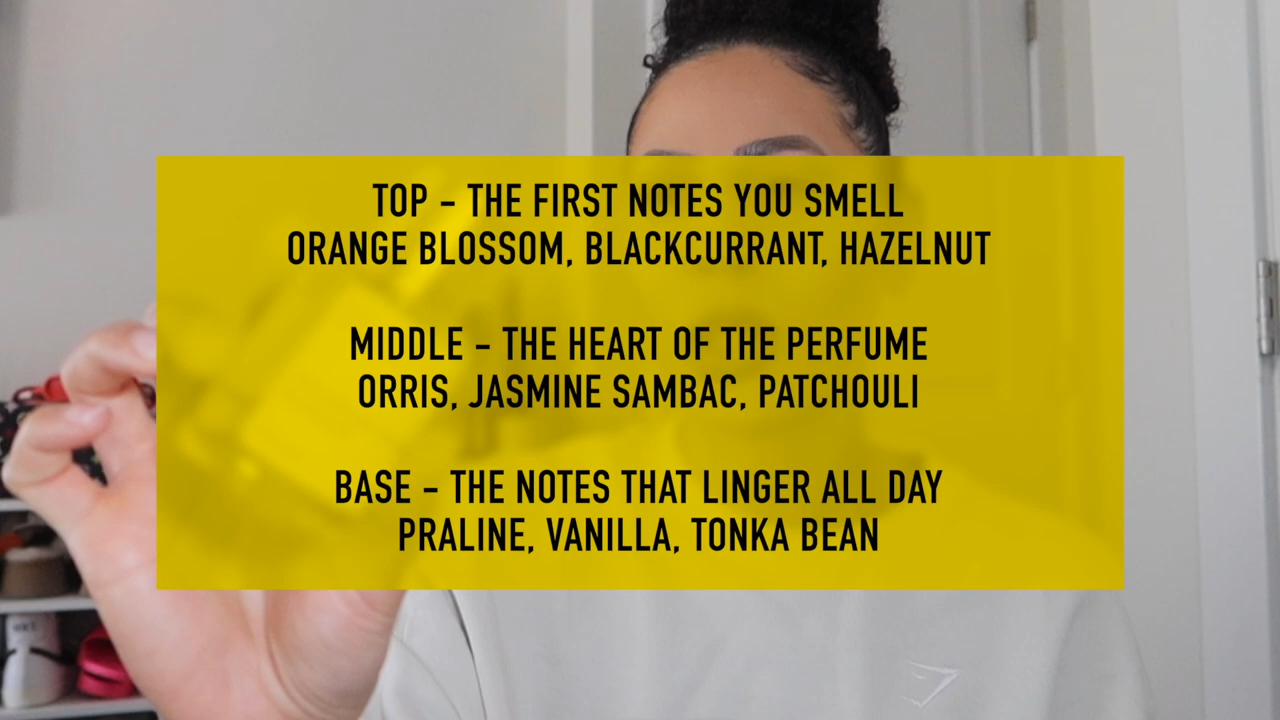 TOP - THE FIRST NOTES YOU SMELL
ORANGE BLOSSOM, BLACKCURRANT, HAZELNUT
MIDDLE - THE HEART OF THE PERFUME
ORRIS, JASMINE SAMBAC, PATCHOULI
BASE - THE NOTES THAT LINGER ALL DAY
PRALINE, VANILLA, TONKA BEAN